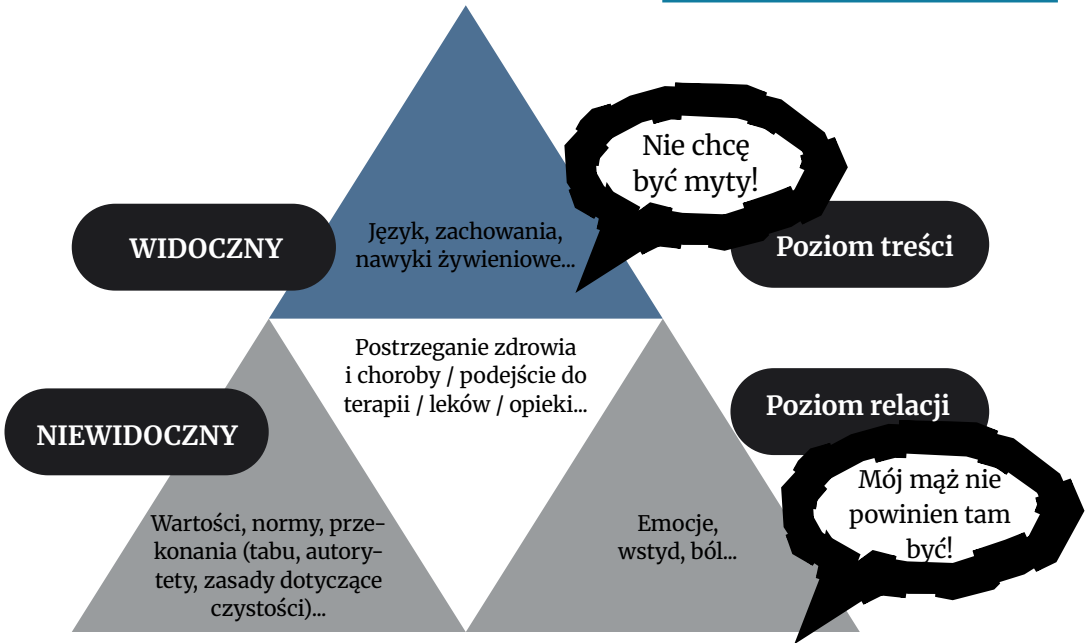 Nie chcę
być myty!
WIDOCZNY
Język, zachowania,
nawyki żywieniowe...
Poziom treści
Postrzeganie zdrowia
i choroby / podejście do
terapii / leków / opieki...
Poziom relacji
NIEWIDOCZNY
Mój mąż nie
powinien tam
być!
Wartości, normy, prze-
konania (tabu, autory-
tety, zasady dotyczące
czystości)...
Emocje,
wstyd, ból...